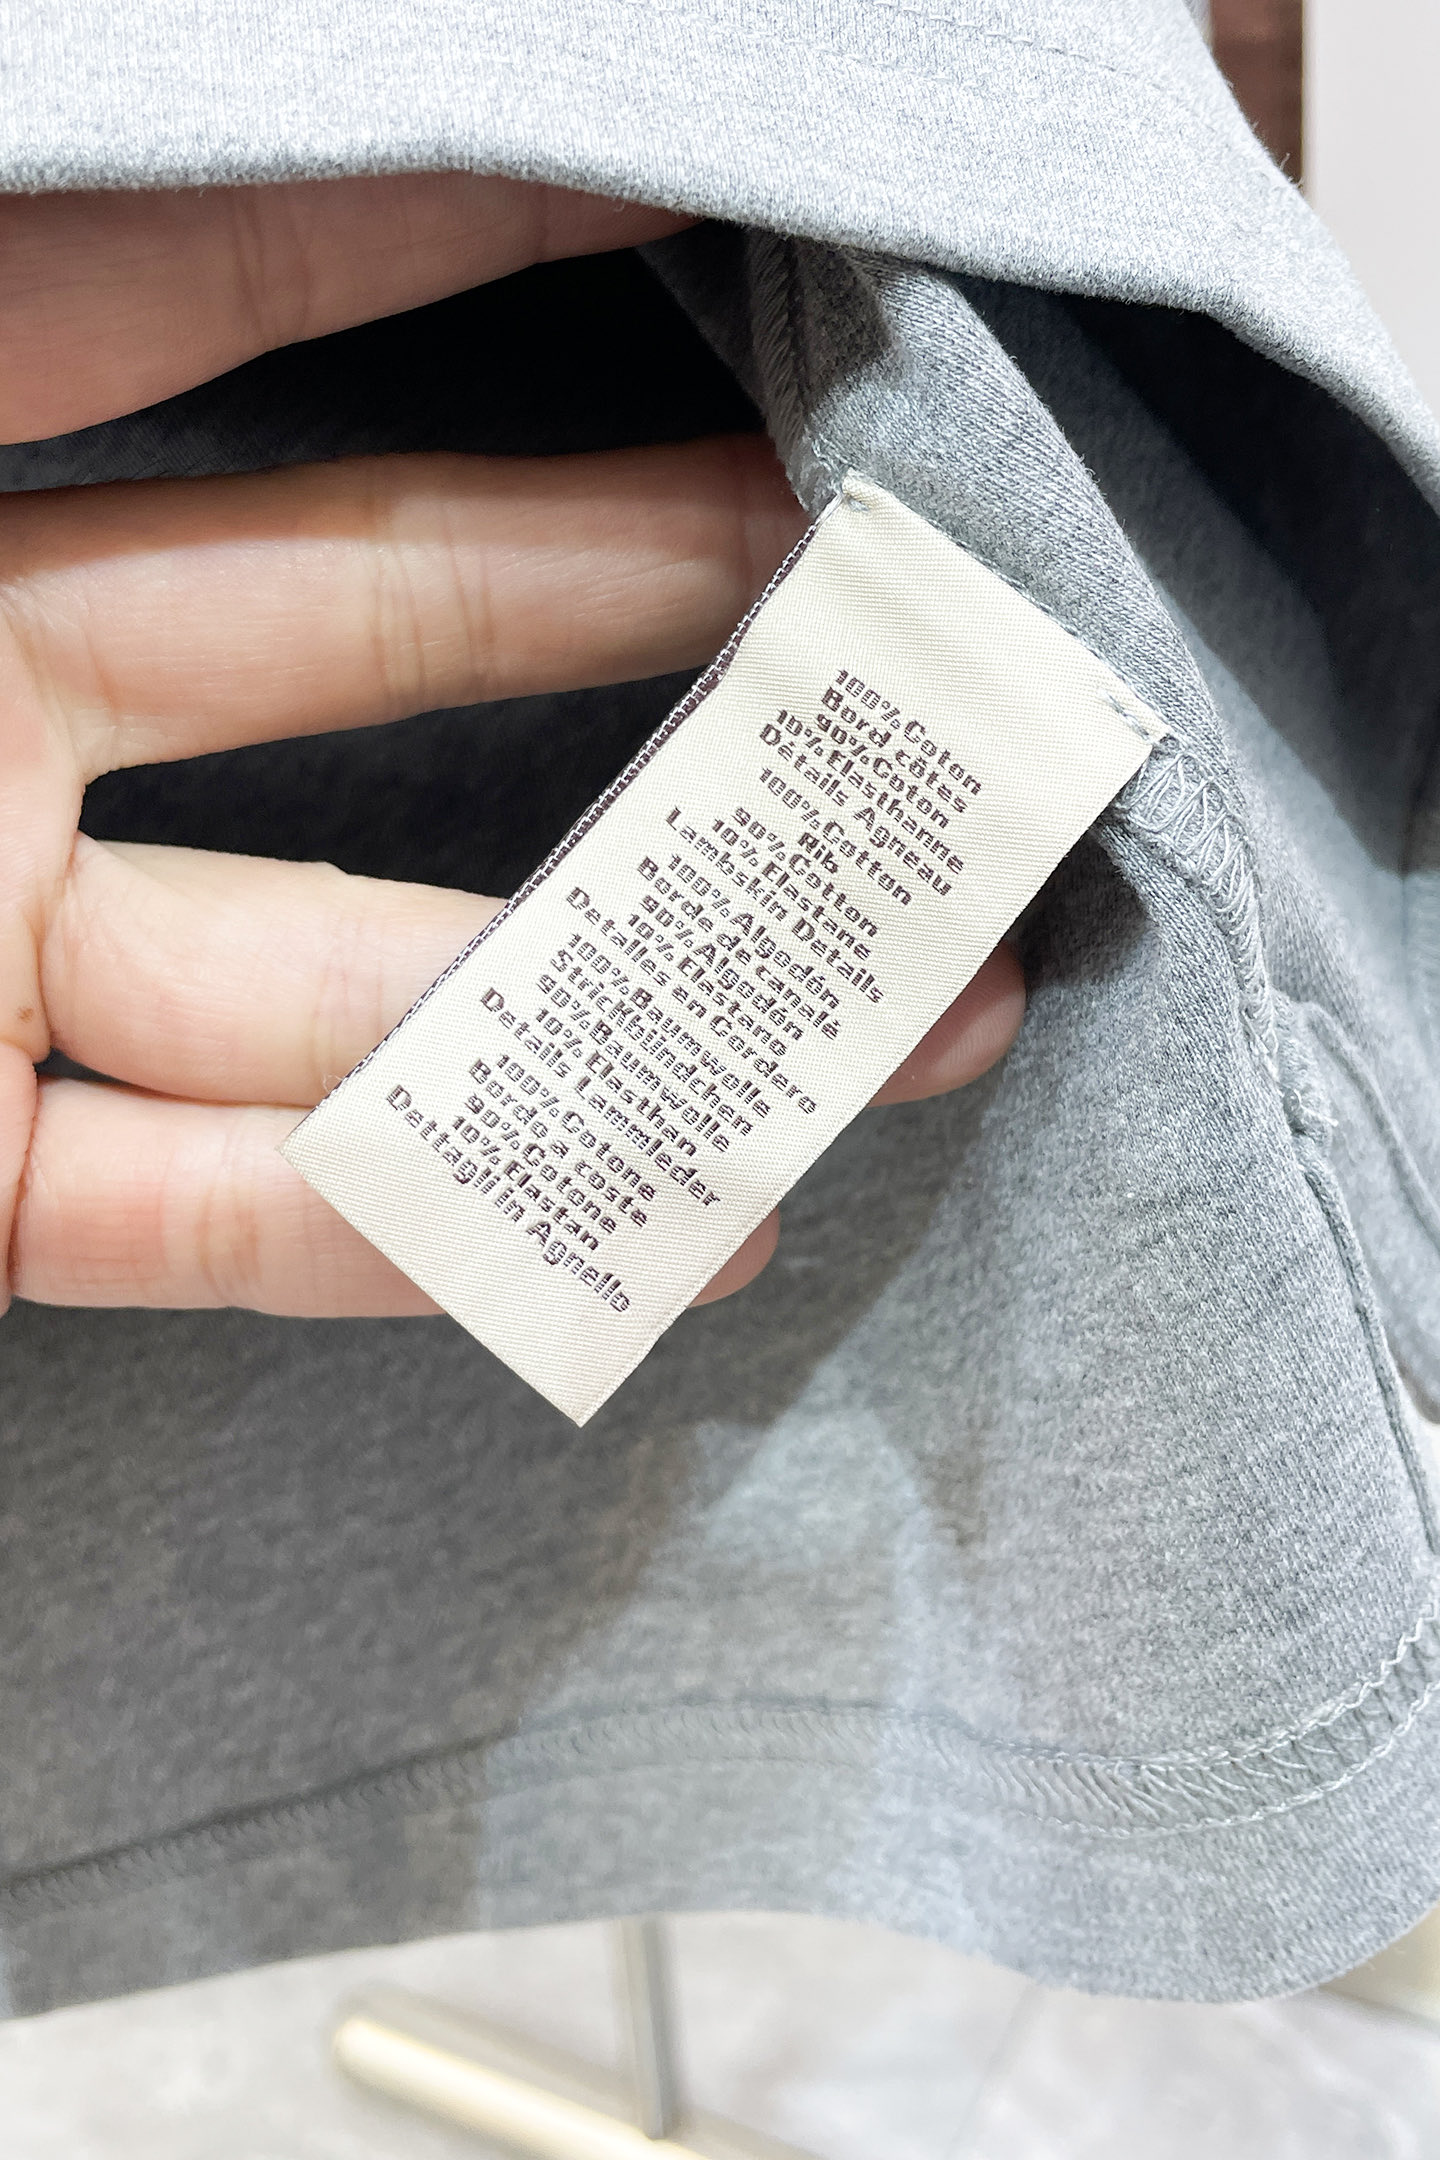 100%Coton
Bord côtes
90%Coton
10%Elasthanne
Détails Agneau
100%Cotton
Rib
90%Cotton
10%Elastane
Lambskin Details
100%Algodón
Borde de canalé
90%Algodón
10%Elastano
Detalles en Cordero
100%Baumwolle
Strickbündchen
90%Baumwolle
10%Elasthan
Details Lammleder
100%Cotone
Bordo a coste
90%Cotone
10%Elastan
Dettagli in Agnello